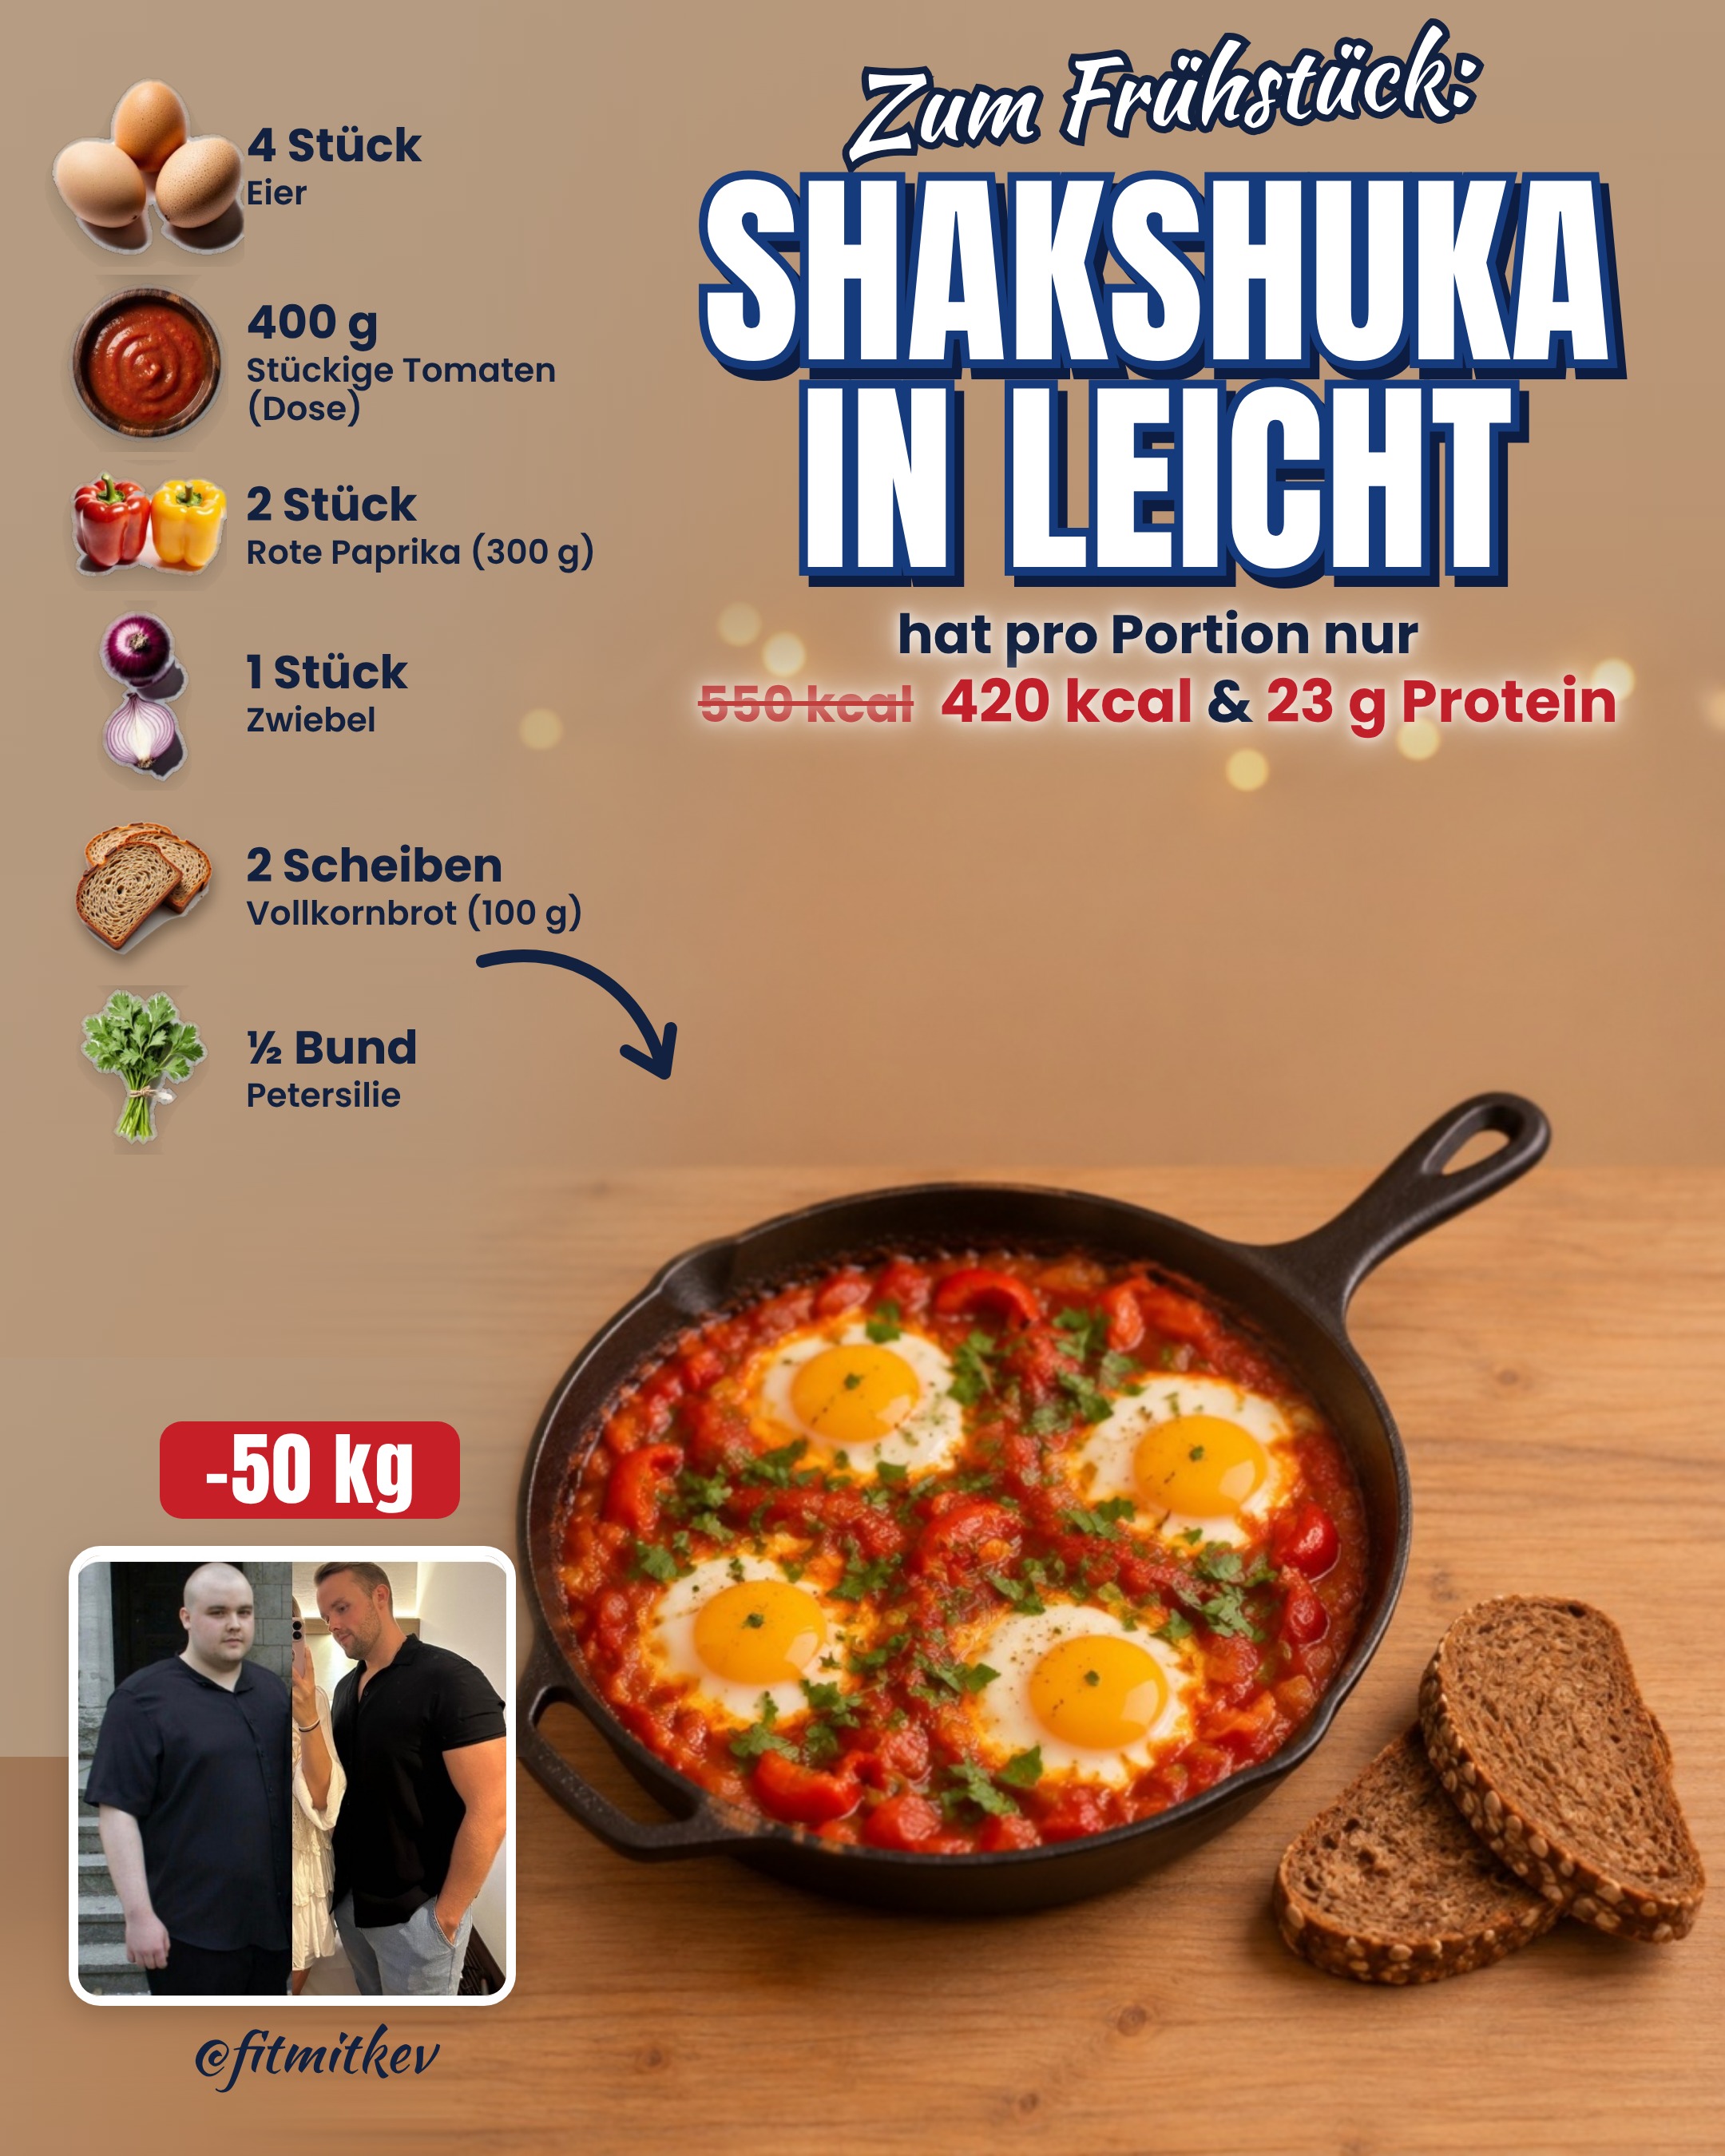 Zum Frühstück:
SHAKSHUKA
IN LEICHT
hat pro Portion nur
550 kcal 420 kcal & 23 g Protein
4 Stück
Eier
400 g
Stückige Tomaten
(Dose)
2 Stück
Rote Paprika (300 g)
1 Stück
Zwiebel
2 Scheiben
Vollkornbrot (100 g)
½ Bund
Petersilie
-50 kg
@fitmitkev